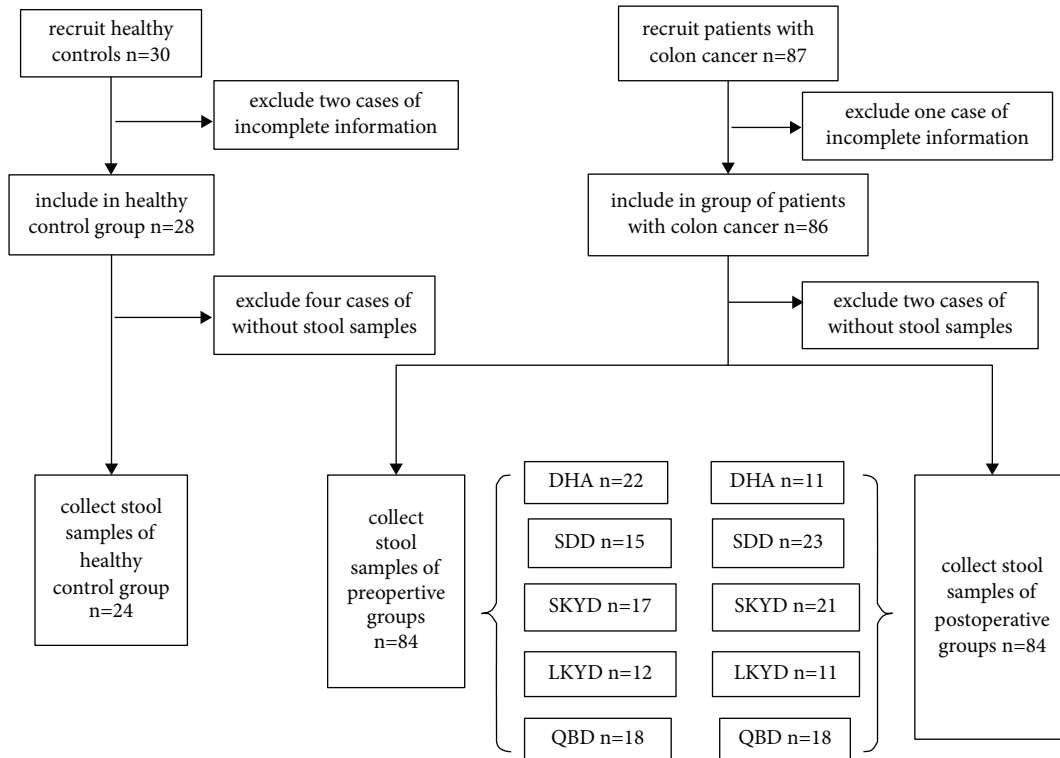 recruit healthy
controls n=30
recruit patients with
colon cancer n=87
exclude two cases of
incomplete information
exclude one case of
incomplete information
include in healthy
control group n=28
include in group of patients
with colon cancer n=86
exclude four cases of
without stool samples
exclude two cases of
without stool samples
collect stool
samples of
healthy
control group
n=24
collect
stool
samples of
preopertive
groups
n=84
DHA n=22
SDD n=15
SKYD n=17
LKYD n=12
QBD n=18
DHA n=11
SDD n=23
SKYD n=21
LKYD n=11
QBD n=18
collect stool
samples of
postoperative
groups n=84